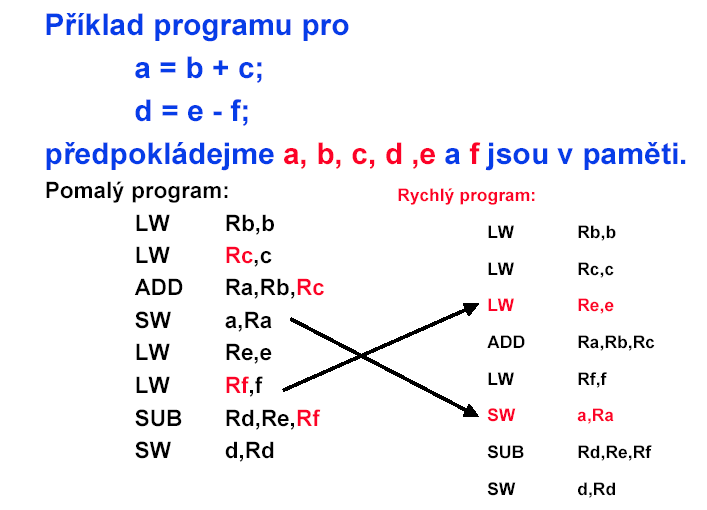 Příklad programu pro
a = b + c;
d = e - f;
předpokládejme a, b, c, d ,e a f jsou v paměti.
Pomalý program:
LW Rb,b
LW Rc,c
ADD Ra,Rb,Rc
SW a,Ra
LW Re,e
LW Rf,f
SUB Rd,Re,Rf
SW d,Rd
Rychlý program:
LW Rb,b
LW Rc,c
LW Re,e
ADD Ra,Rb,Rc
LW Rf,f
SW a,Ra
SUB Rd,Re,Rf
SW d,Rd